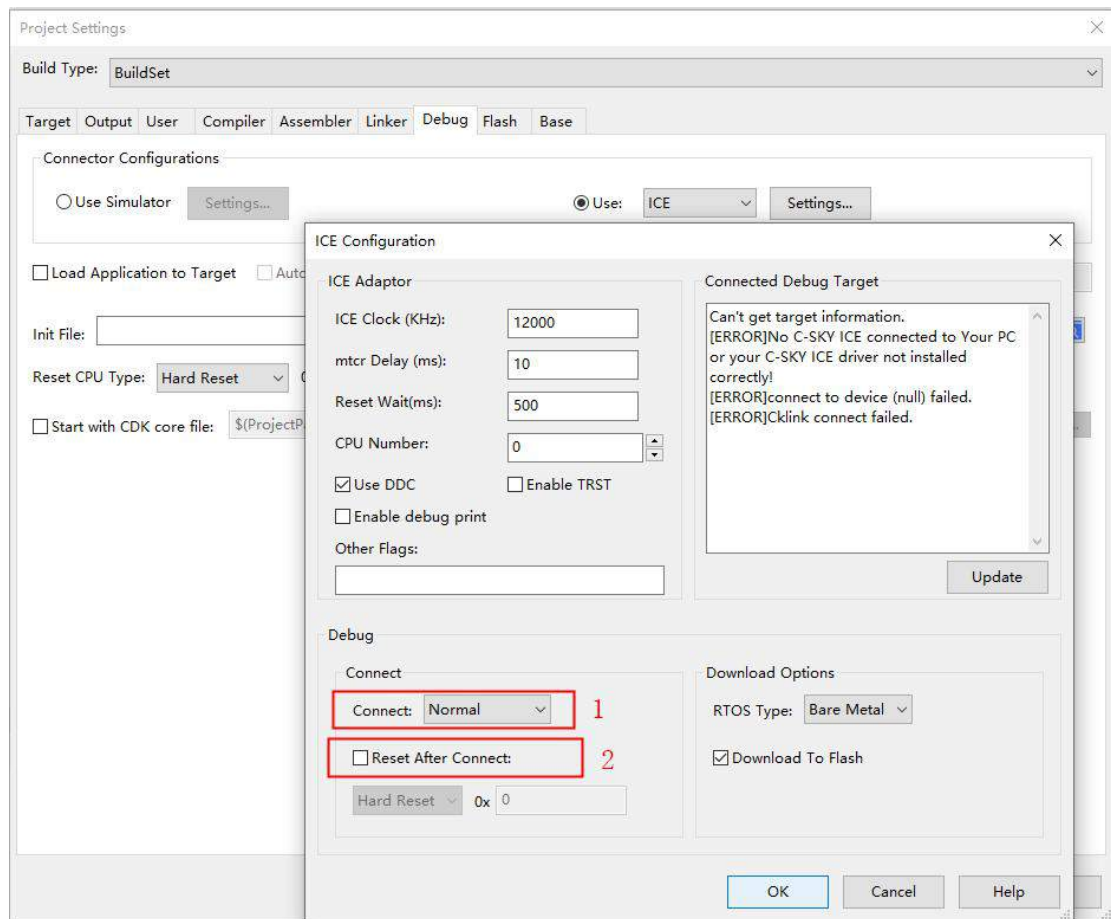 Project Settings
Build Type: BuildSet
Target Output User Compiler Assembler Linker Debug Flash Base
Connector Configurations
Use Simulator Settings... Use: ICE Settings...
Load Application to Target
Init File:
Reset CPU Type: Hard Reset
Start with CDK core file:
ICE Configuration
ICE Adaptor
ICE Clock (KHz): 12000
mtcr Delay (ms): 10
Reset Wait(ms): 500
CPU Number: 0
Use DDC Enable TRST
Enable debug print
Other Flags:
Connected Debug Target
Can't get target information.
[ERROR]No C-SKY ICE connected to Your PC
or your C-SKY ICE driver not installed
correctly!
[ERROR]connect to device (null) failed.
[ERROR]Cklink connect failed.
Update
Debug
Connect
Connect: Normal 1
Reset After Connect: 2
Hard Reset 0x 0
Download Options
RTOS Type: Bare Metal
Download To Flash
OK Cancel Help